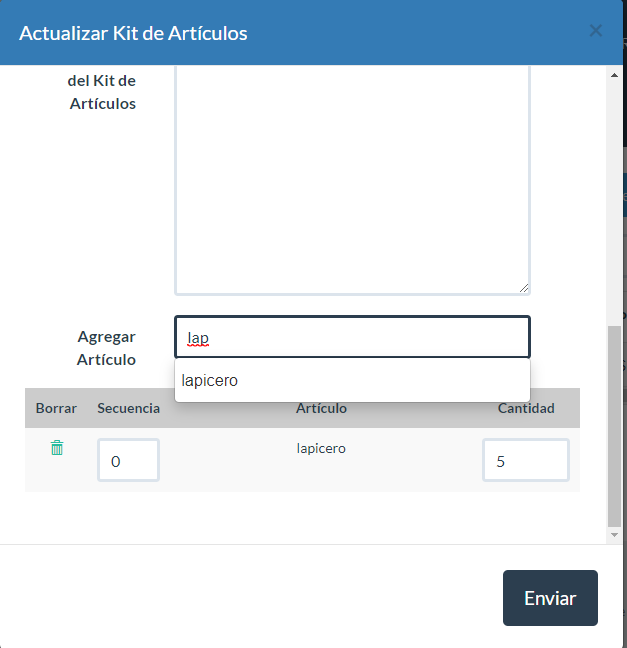 Actualizar Kit de Artículos
×
del Kit de
Artículos
Agregar
Artículo
lap
lapicero
Borrar Secuencia Artículo Cantidad
0 lapicero 5
Enviar